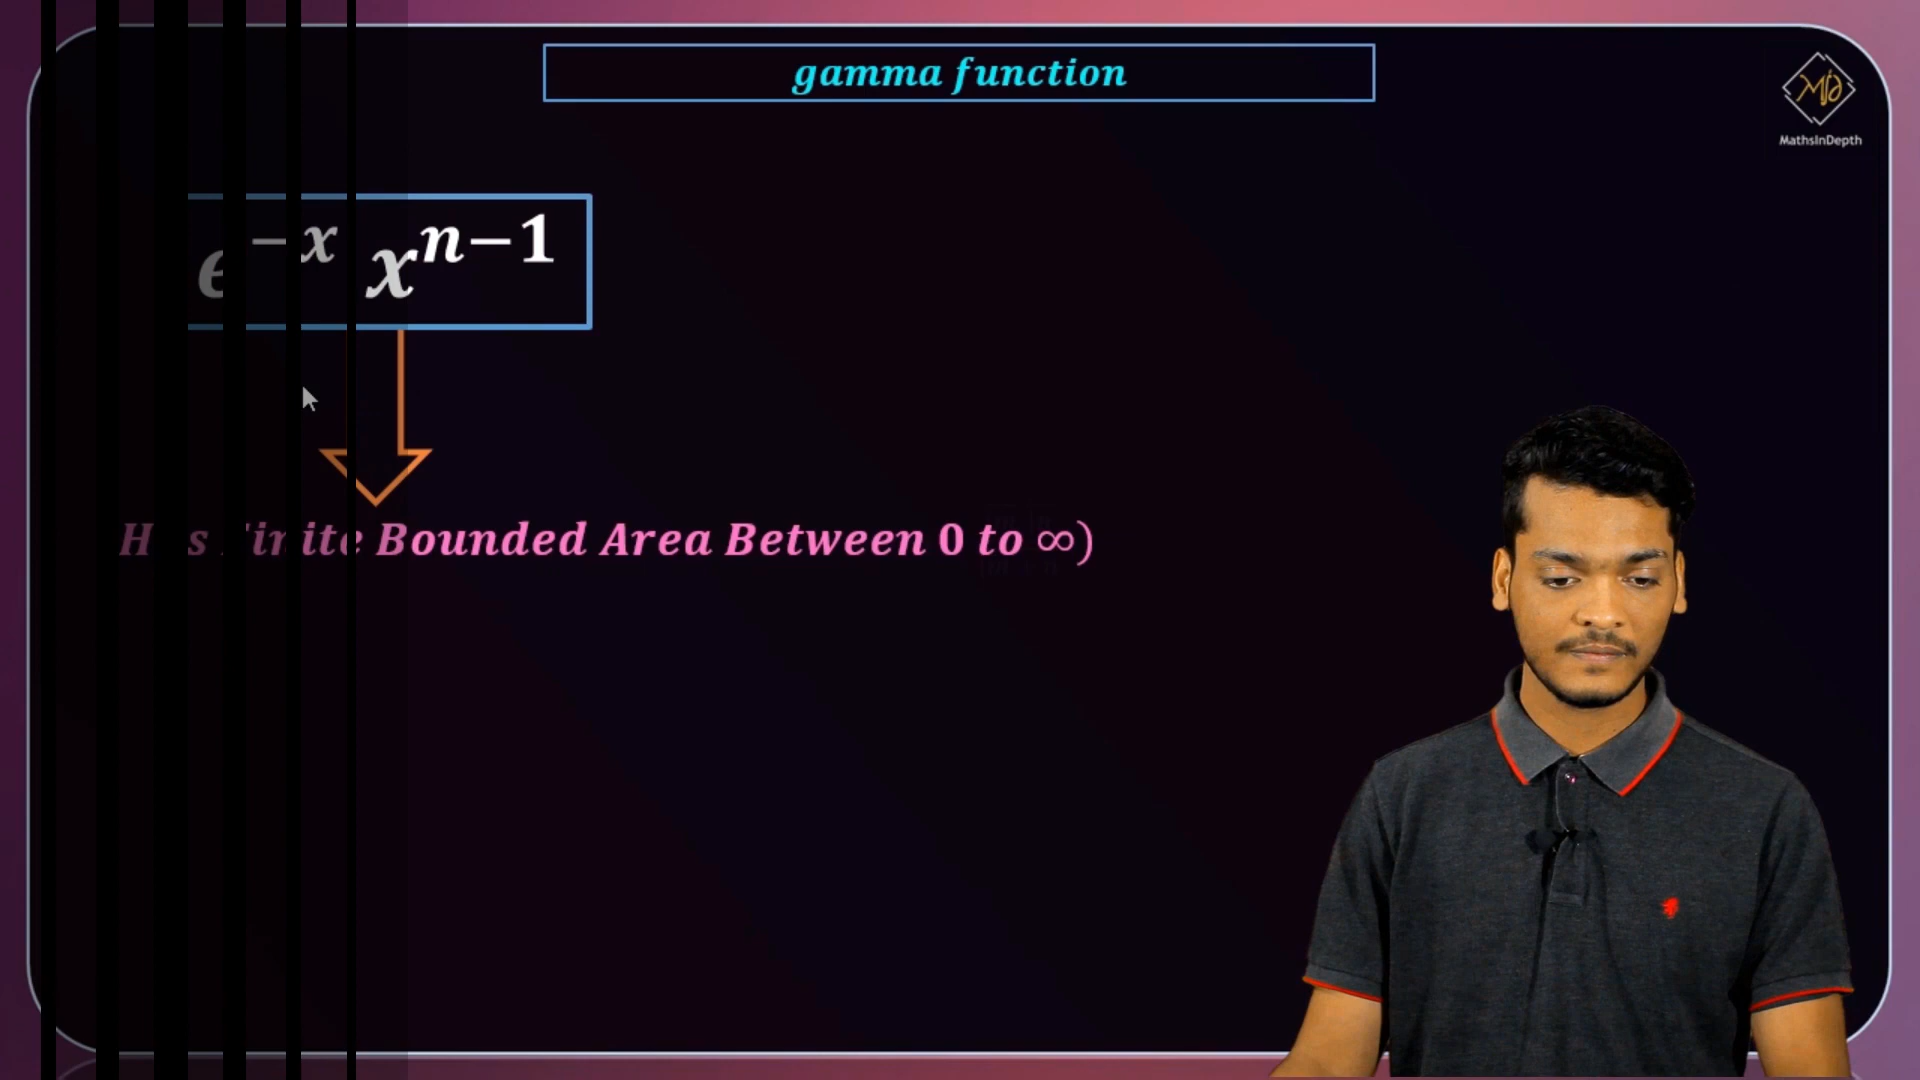 gamma function
MathsInDepth
e^{-x} x^{n-1}
Bounded Area Between 0 to ∞)